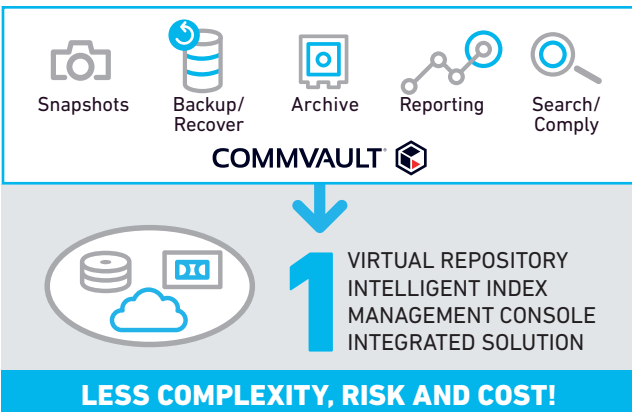 Snapshots
Backup/
Recover
Archive
Reporting
Search/
Comply
COMMVAULT
1
VIRTUAL REPOSITORY
INTELLIGENT INDEX
MANAGEMENT CONSOLE
INTEGRATED SOLUTION
LESS COMPLEXITY, RISK AND COST!